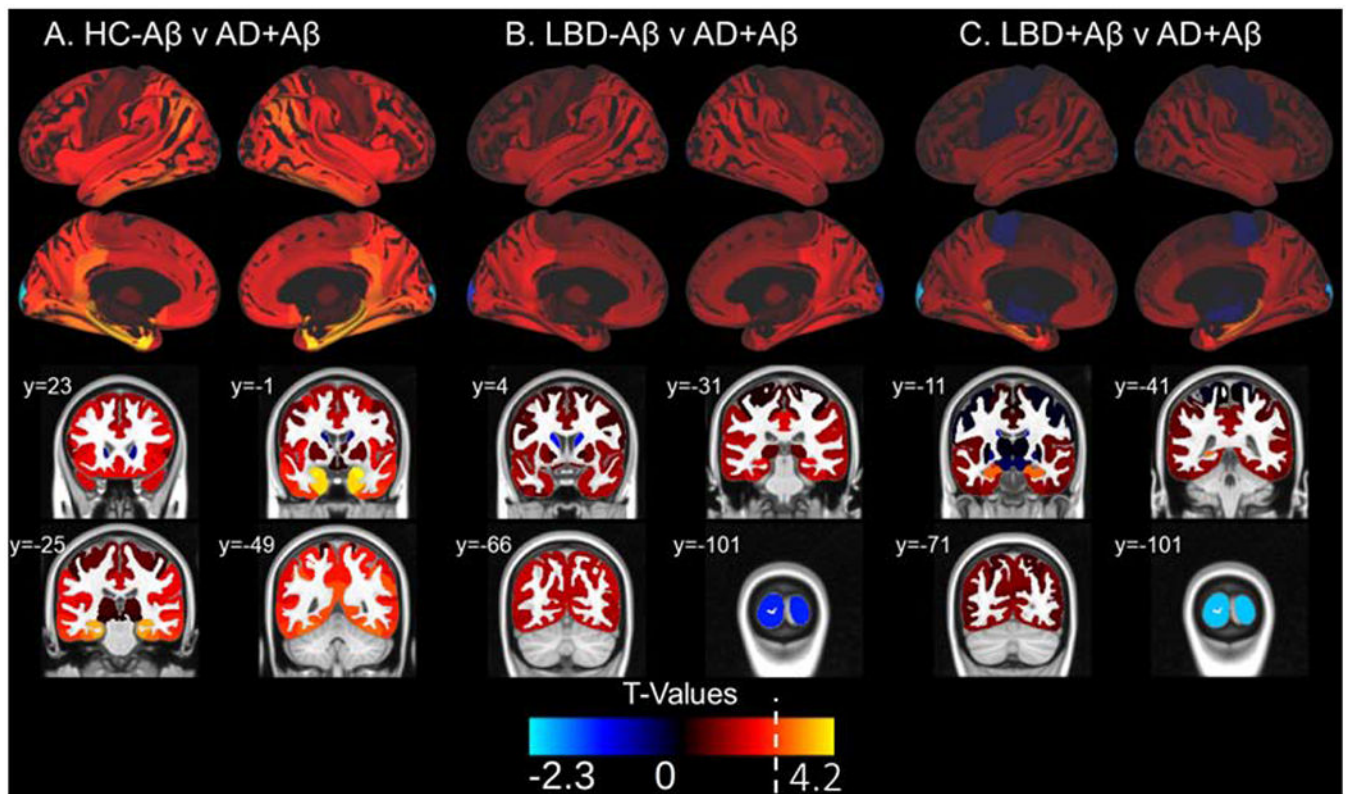 A. HC-Aβ v AD+Aβ
B. LBD-Aβ v AD+Aβ
C. LBD+Aβ v AD+Aβ
y=23
y=-1
y=4
y=-31
y=-11
y=-41
y=-25
y=-49
y=-66
y=-101
y=-71
y=-101
T-Values
-2.3 0 4.2